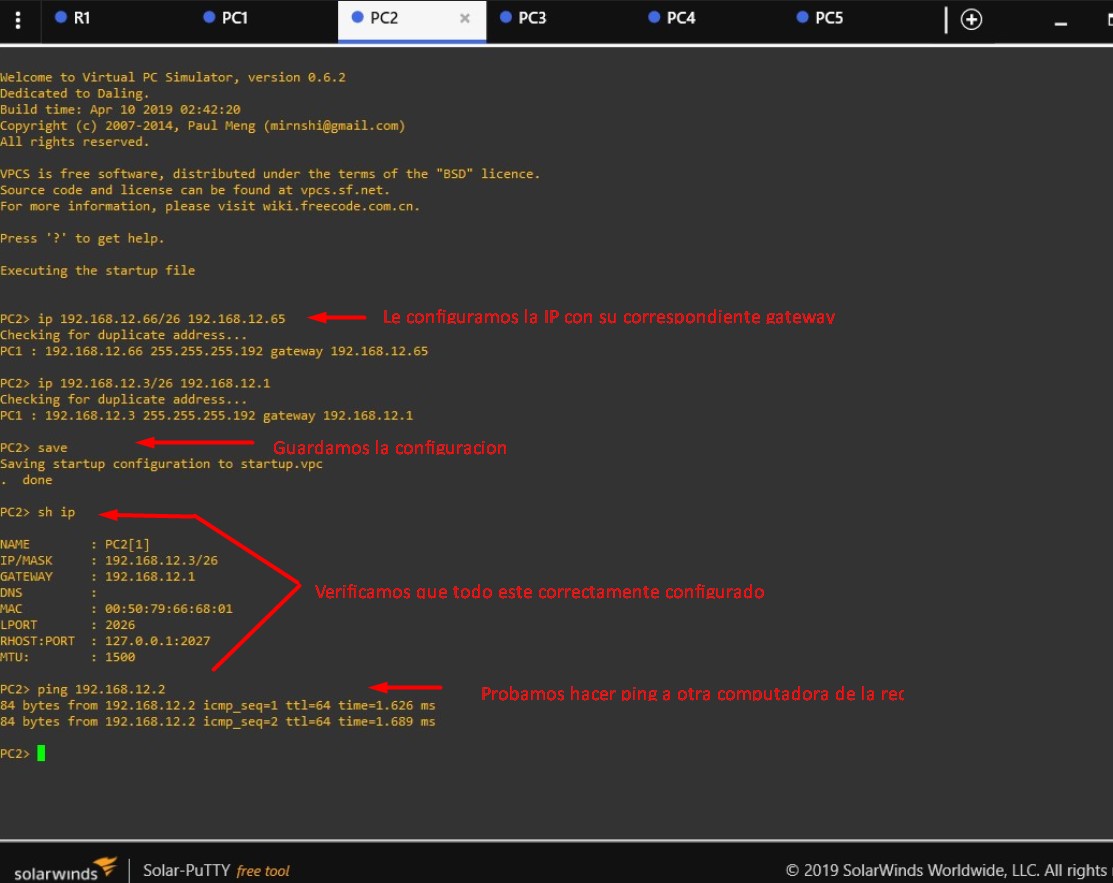 R1 PC1 PC2 PC3 PC4 PC5
Welcome to Virtual PC Simulator, version 0.6.2
Dedicated to Daling.
Build time: Apr 10 2019 02:42:20
Copyright (c) 2007-2014, Paul Meng (mirnshi@gmail.com)
All rights reserved.
VPCS is free software, distributed under the terms of the "BSD" licence.
Source code and license can be found at vpcs.sf.net.
For more information, please visit wiki.freecode.com.cn.
Press '?' to get help.
Executing the startup file
PC2> ip 192.168.12.66/26 192.168.12.65 Le configuramos la IP con su correspondiente gateway
Checking for duplicate address...
PC1 : 192.168.12.66 255.255.255.192 gateway 192.168.12.65
PC2> ip 192.168.12.3/26 192.168.12.1
Checking for duplicate address...
PC1 : 192.168.12.3 255.255.255.192 gateway 192.168.12.1
PC2> save Guardamos la configuracion
Saving startup configuration to startup.vpc
. done
PC2> sh ip
NAME : PC2[1]
IP/MASK : 192.168.12.3/26
GATEWAY : 192.168.12.1
DNS :
Verificamos que todo este correctamente configurado
MAC : 00:50:79:66:68:01
LPORT : 2026
RHOST:PORT : 127.0.0.1:2027
MTU: : 1500
PC2> ping 192.168.12.2 Probamos hacer ping a otra computadora de la red
84 bytes from 192.168.12.2 icmp_seq=1 ttl=64 time=1.626 ms
84 bytes from 192.168.12.2 icmp_seq=2 ttl=64 time=1.689 ms
PC2>
solarwinds Solar-PuTTY free tool © 2019 SolarWinds Worldwide, LLC. All rights